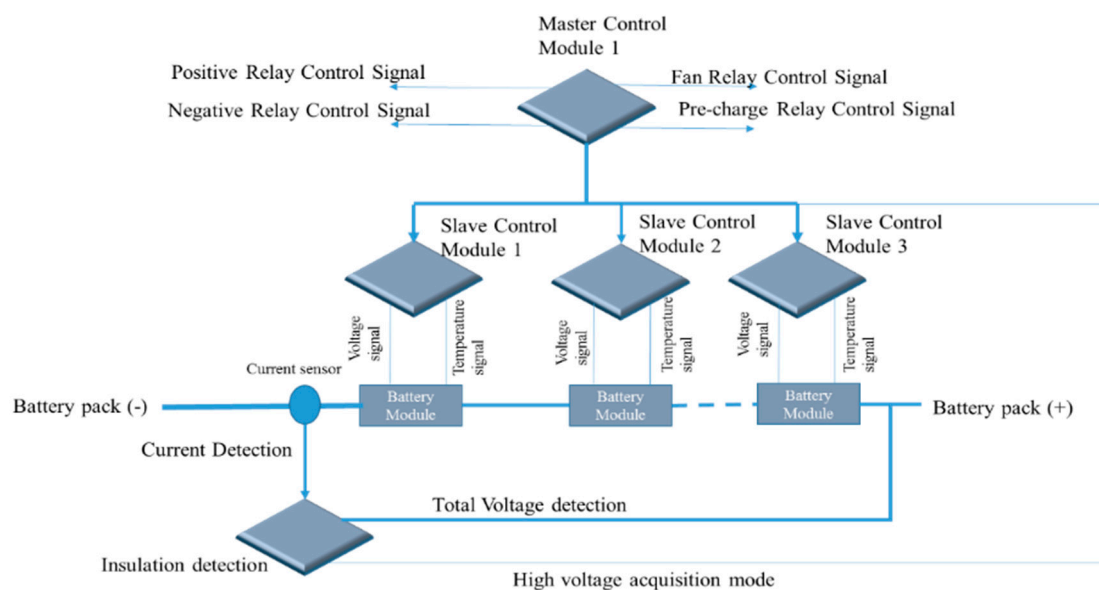 Master Control
Module 1
Positive Relay Control Signal
Fan Relay Control Signal
Negative Relay Control Signal
Pre-charge Relay Control Signal
Slave Control
Module 1
Slave Control
Module 2
Slave Control
Module 3
Voltage
signal
Temperature
signal
Voltage
signal
Temperature
signal
Voltage
signal
Temperature
signal
Current sensor
Battery pack (-)
Battery
Module
Battery
Module
Battery
Module
Battery pack (+)
Current Detection
Total Voltage detection
Insulation detection
High voltage acquisition mode